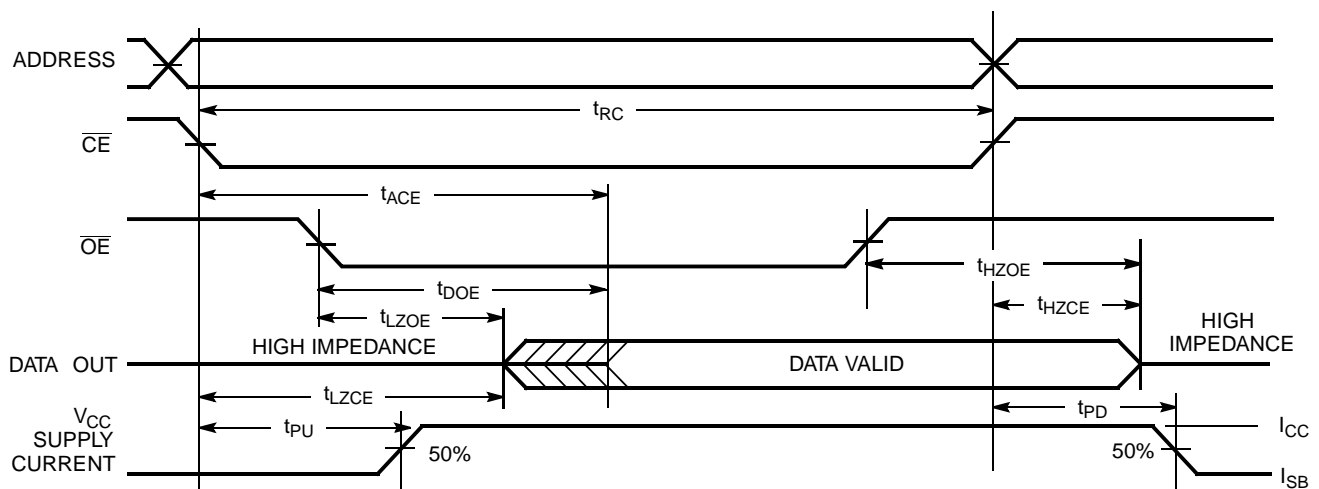 ADDRESS
tRC
CE
tACE
OE
tHZOE
tDOE
tHZCE
tLZOE
HIGH
IMPEDANCE
HIGH IMPEDANCE
DATA OUT
DATA VALID
tLZCE
VCC
SUPPLY
CURRENT
tPU
50%
tPD
ICC
50%
ISB